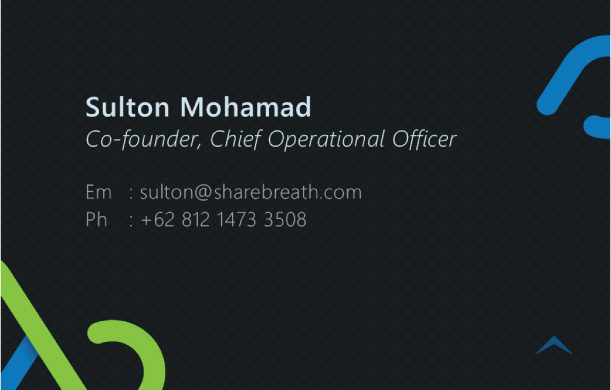 Sulton Mohamad
Co-founder, Chief Operational Officer
Em : sulton@sharebreath.com
Ph : +62 812 1473 3508